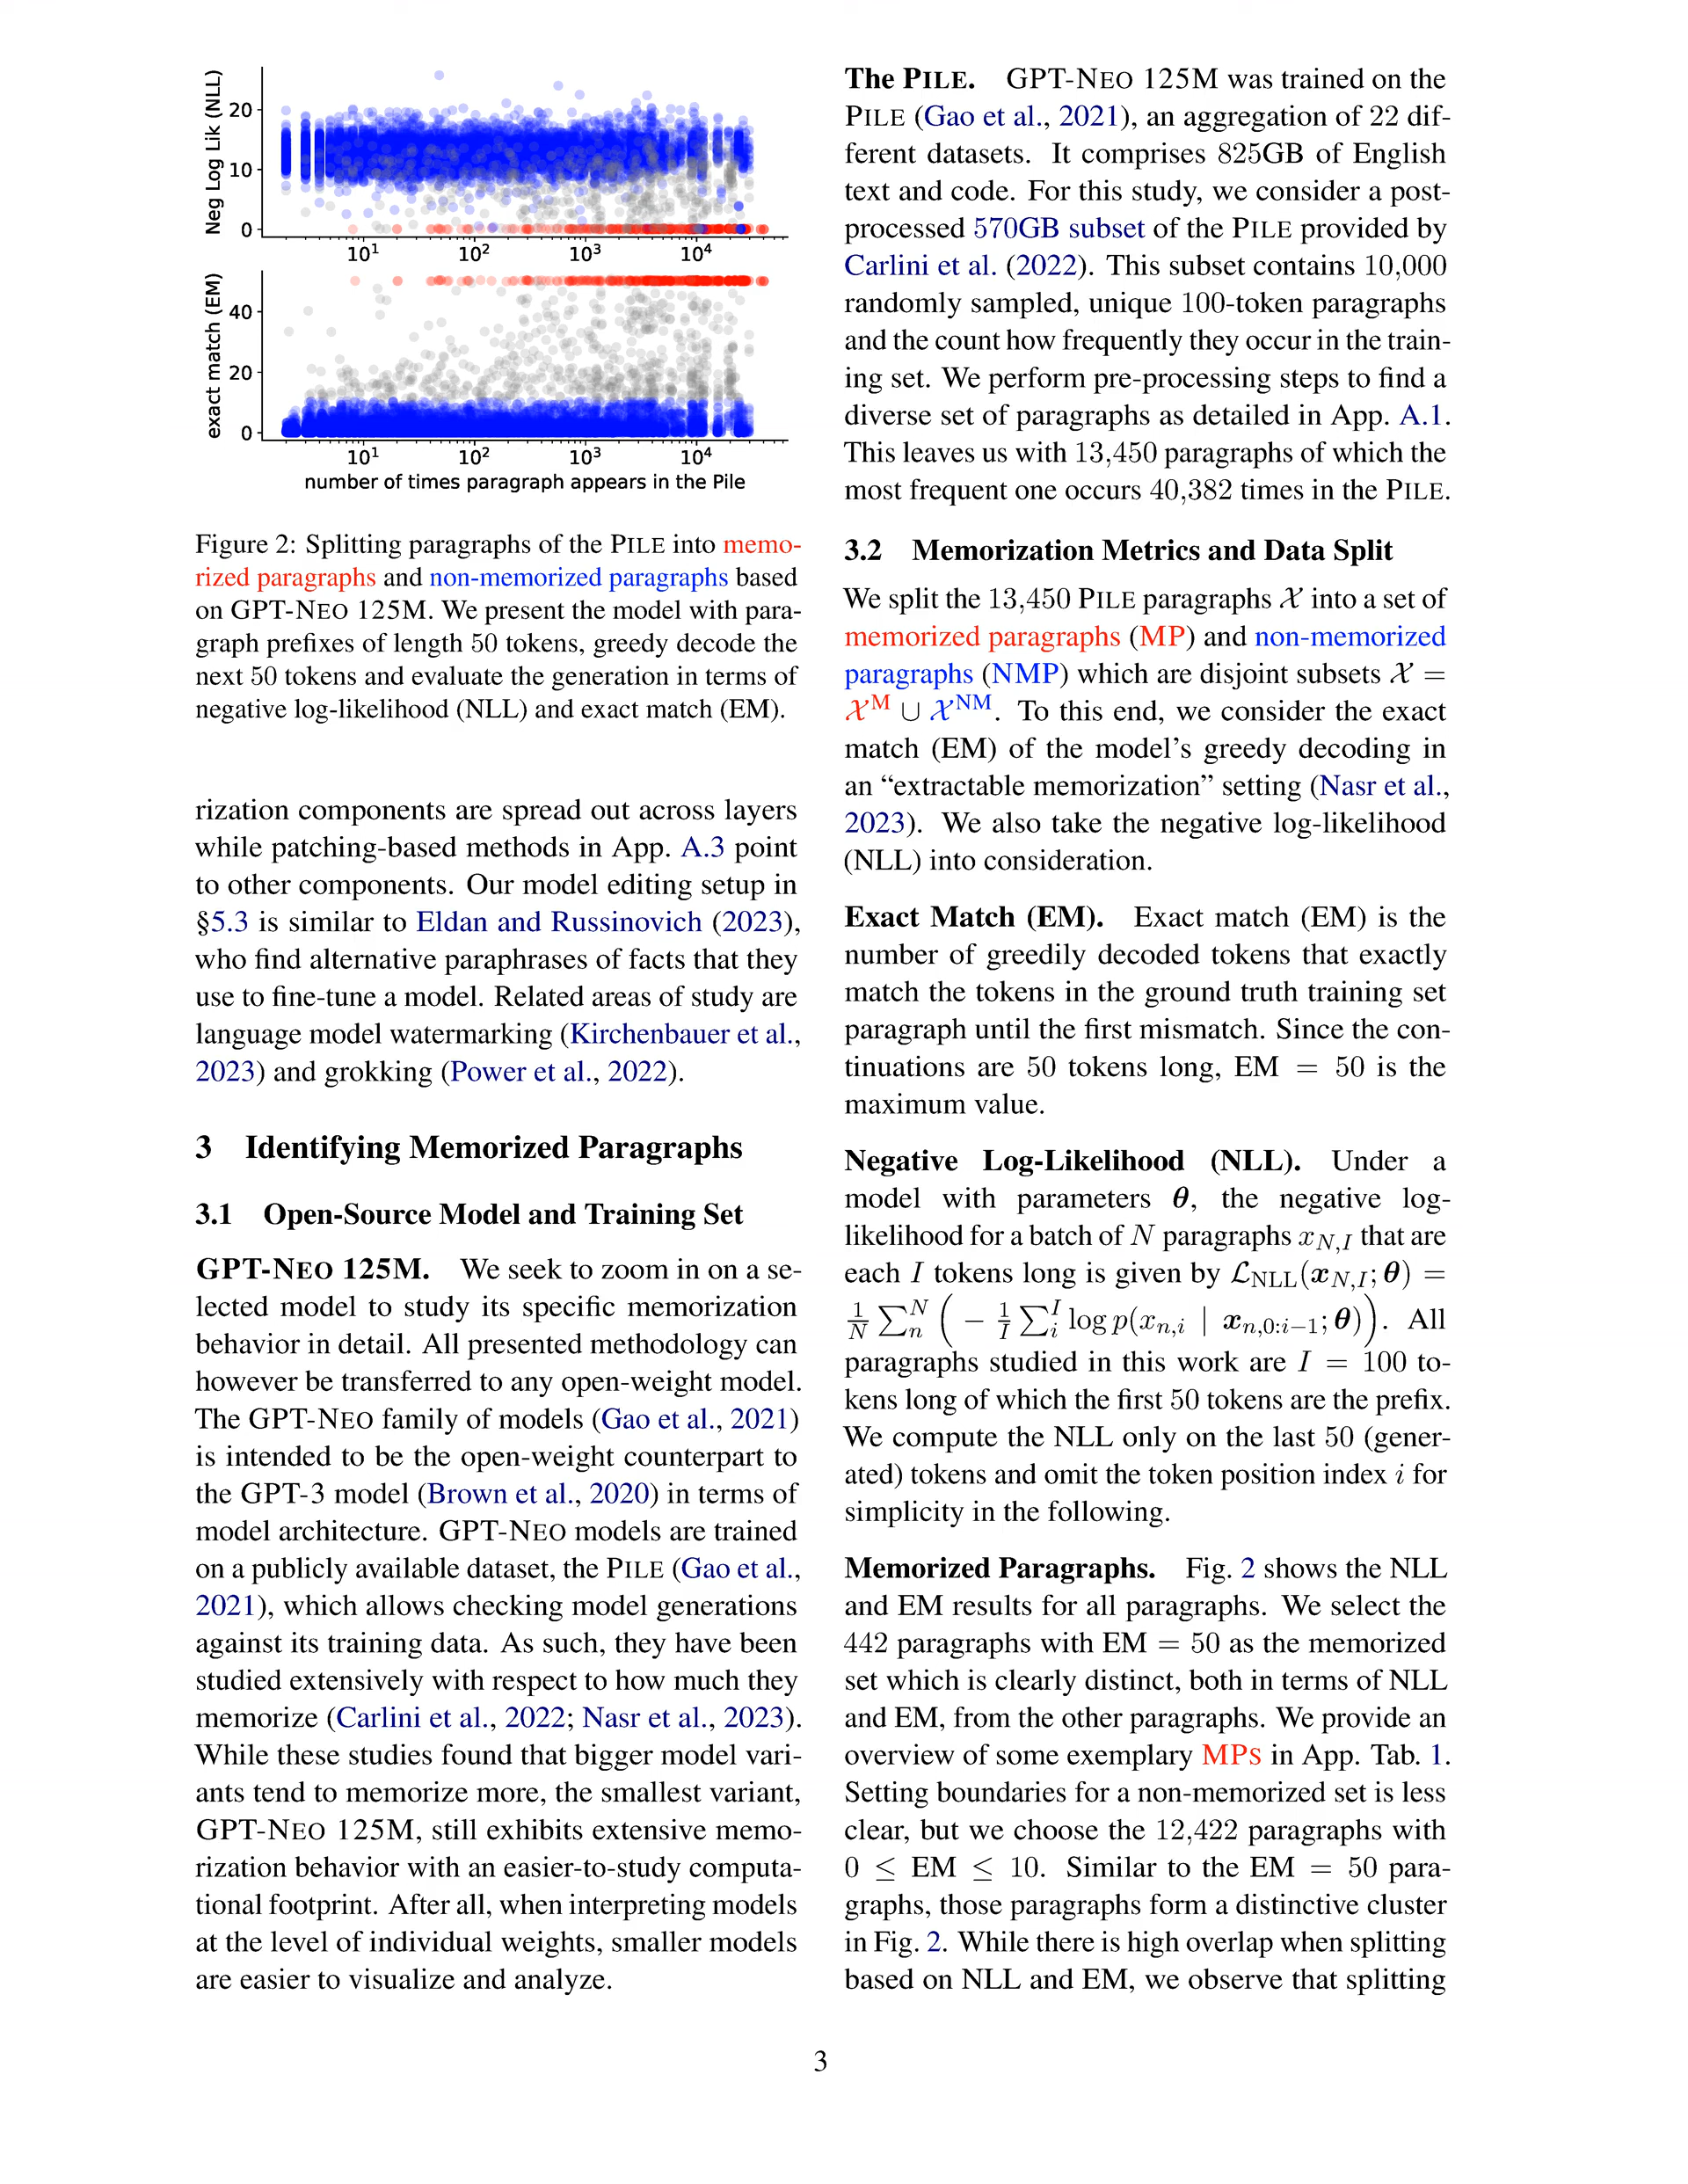 Neg Log Lik (NLL)
20
10
0
10¹ 10² 10³ 10⁴
exact match (EM)
40
20
0
10¹ 10² 10³ 10⁴
number of times paragraph appears in the Pile
Figure 2: Splitting paragraphs of the PILE into memo-
rized paragraphs and non-memorized paragraphs based
on GPT-NEO 125M. We present the model with para-
graph prefixes of length 50 tokens, greedy decode the
next 50 tokens and evaluate the generation in terms of
negative log-likelihood (NLL) and exact match (EM).
rization components are spread out across layers
while patching-based methods in App. A.3 point
to other components. Our model editing setup in
§5.3 is similar to Eldan and Russinovich (2023),
who find alternative paraphrases of facts that they
use to fine-tune a model. Related areas of study are
language model watermarking (Kirchenbauer et al.,
2023) and grokking (Power et al., 2022).
3 Identifying Memorized Paragraphs
3.1 Open-Source Model and Training Set
GPT-NEO 125M. We seek to zoom in on a se-
lected model to study its specific memorization
behavior in detail. All presented methodology can
however be transferred to any open-weight model.
The GPT-NEO family of models (Gao et al., 2021)
is intended to be the open-weight counterpart to
the GPT-3 model (Brown et al., 2020) in terms of
model architecture. GPT-NEO models are trained
on a publicly available dataset, the PILE (Gao et al.,
2021), which allows checking model generations
against its training data. As such, they have been
studied extensively with respect to how much they
memorize (Carlini et al., 2022; Nasr et al., 2023).
While these studies found that bigger model vari-
ants tend to memorize more, the smallest variant,
GPT-NEO 125M, still exhibits extensive memo-
rization behavior with an easier-to-study computa-
tional footprint. After all, when interpreting models
at the level of individual weights, smaller models
are easier to visualize and analyze.
The PILE. GPT-NEO 125M was trained on the
PILE (Gao et al., 2021), an aggregation of 22 dif-
ferent datasets. It comprises 825GB of English
text and code. For this study, we consider a post-
processed 570GB subset of the PILE provided by
Carlini et al. (2022). This subset contains 10,000
randomly sampled, unique 100-token paragraphs
and the count how frequently they occur in the train-
ing set. We perform pre-processing steps to find a
diverse set of paragraphs as detailed in App. A.1.
This leaves us with 13,450 paragraphs of which the
most frequent one occurs 40,382 times in the PILE.
3.2 Memorization Metrics and Data Split
We split the 13,450 PILE paragraphs 𝒳 into a set of
memorized paragraphs (MP) and non-memorized
paragraphs (NMP) which are disjoint subsets 𝒳 =
𝒳ᴹ ∪ 𝒳ᴺᴹ. To this end, we consider the exact
match (EM) of the model's greedy decoding in
an “extractable memorization” setting (Nasr et al.,
2023). We also take the negative log-likelihood
(NLL) into consideration.
Exact Match (EM). Exact match (EM) is the
number of greedily decoded tokens that exactly
match the tokens in the ground truth training set
paragraph until the first mismatch. Since the con-
tinuations are 50 tokens long, EM = 50 is the
maximum value.
Negative Log-Likelihood (NLL). Under a
model with parameters θ, the negative log-
likelihood for a batch of N paragraphs x_{N,I} that are
each I tokens long is given by ℒ_{NLL}(x_{N,I}; θ) =
1/N ∑_n^N ( − 1/I ∑_i^I log p(x_{n,i} | x_{n,0:i−1}; θ)). All
paragraphs studied in this work are I = 100 to-
kens long of which the first 50 tokens are the prefix.
We compute the NLL only on the last 50 (gener-
ated) tokens and omit the token position index i for
simplicity in the following.
Memorized Paragraphs. Fig. 2 shows the NLL
and EM results for all paragraphs. We select the
442 paragraphs with EM = 50 as the memorized
set which is clearly distinct, both in terms of NLL
and EM, from the other paragraphs. We provide an
overview of some exemplary MPs in App. Tab. 1.
Setting boundaries for a non-memorized set is less
clear, but we choose the 12,422 paragraphs with
0 ≤ EM ≤ 10. Similar to the EM = 50 para-
graphs, those paragraphs form a distinctive cluster
in Fig. 2. While there is high overlap when splitting
based on NLL and EM, we observe that splitting
3